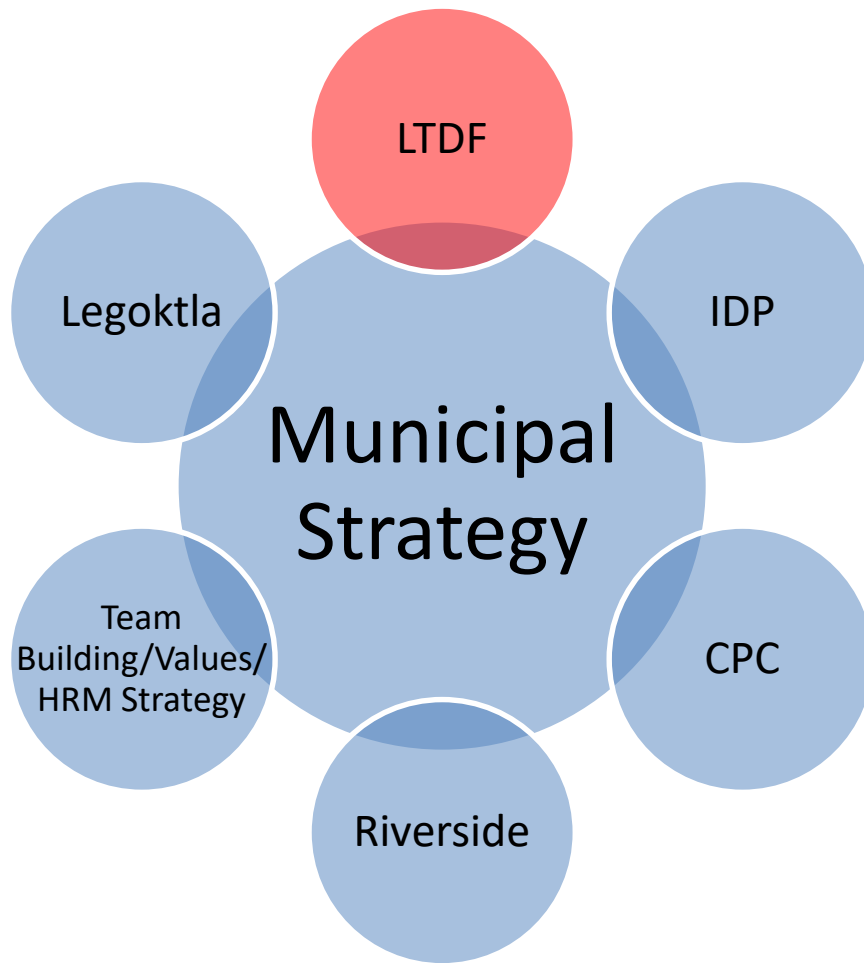 LTDF
Legoktla
IDP
Municipal
Strategy
Team
Building/Values/
HRM Strategy
CPC
Riverside